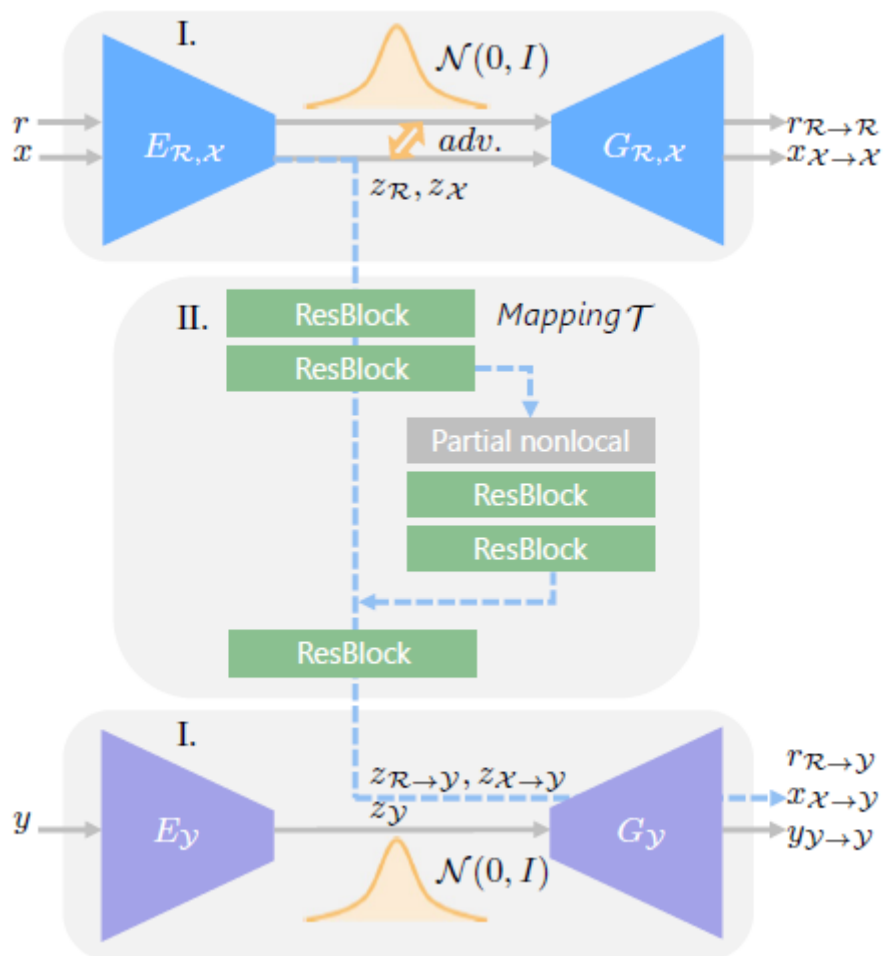 I.
𝒩(0, I)
r
x
E_{ℛ,𝒳}
adv.
G_{ℛ,𝒳}
r_{ℛ→ℛ}
x_{𝒳→𝒳}
z_ℛ, z_𝒳
II.
ResBlock
Mapping 𝒯
ResBlock
Partial nonlocal
ResBlock
ResBlock
ResBlock
I.
z_{ℛ→𝒴}, z_{𝒳→𝒴}
r_{ℛ→𝒴}
x_{𝒳→𝒴}
y
E_𝒴
z_𝒴
G_𝒴
y_{𝒴→𝒴}
𝒩(0, I)